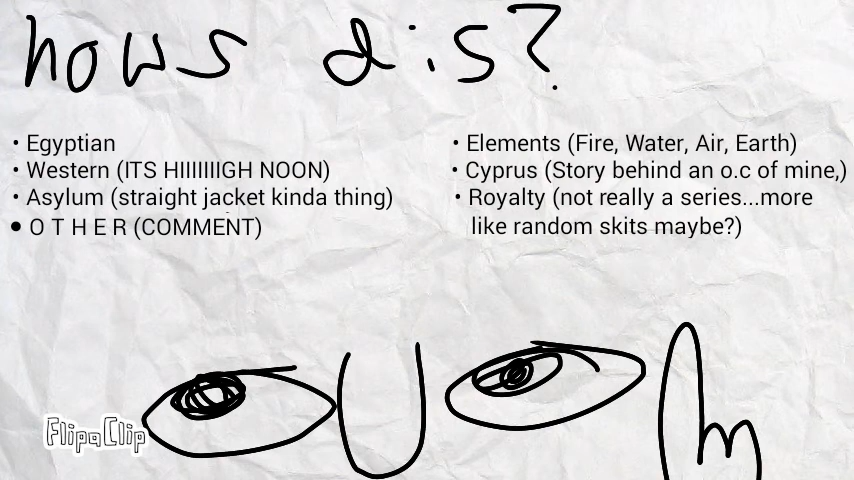 hows dis?
• Egyptian
• Western (ITS HIIIIIIIGH NOON)
• Asylum (straight jacket kinda thing)
• O T H E R (COMMENT)
• Elements (Fire, Water, Air, Earth)
• Cyprus (Story behind an o.c of mine,)
• Royalty (not really a series...more
like random skits maybe?)
FlipaClip